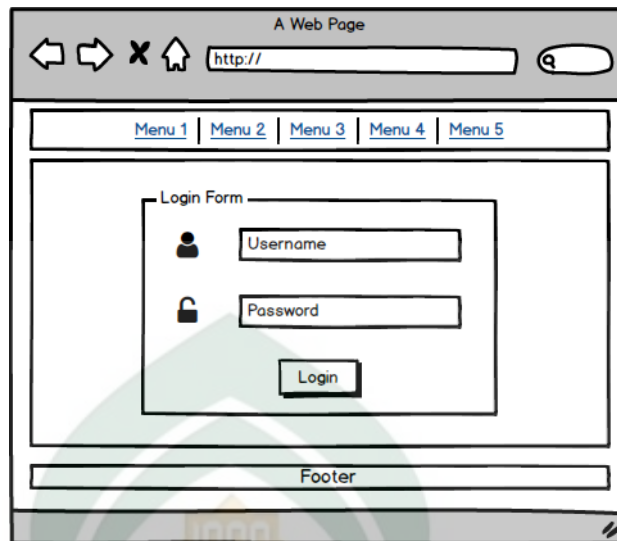 A Web Page
http://
Menu 1 | Menu 2 | Menu 3 | Menu 4 | Menu 5
Login Form
Username
Password
Login
Footer